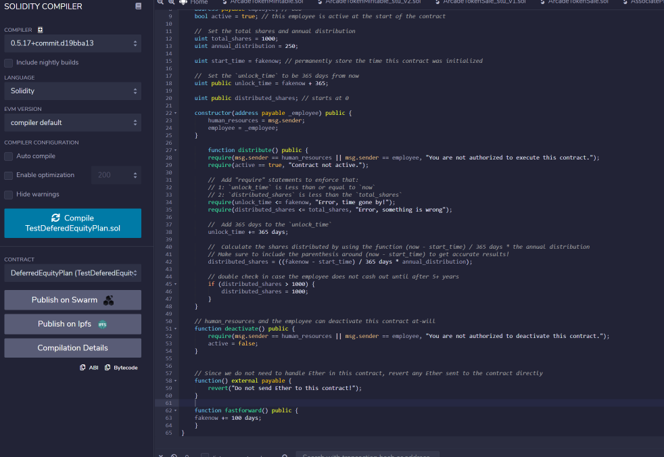 SOLIDITY COMPILER
COMPILER
0.5.17+commit.d19bba13
Include nightly builds
LANGUAGE
Solidity
EVM VERSION
compiler default
COMPILER CONFIGURATION
Auto compile
Enable optimization 200
Hide warnings
Compile
TestDeferedEquityPlan.sol
CONTRACT
DeferredEquityPlan (TestDeferedEquit
Publish on Swarm
Publish on Ipfs
Compilation Details
ABI Bytecode
Home
9 bool active = true; // this employee is active at the start of the contract
10
11 // Set the total shares and annual distribution
12 uint total_shares = 1000;
13 uint annual_distribution = 250;
14
15 uint start_time = fakenow; // permanently store the time this contract was initialized
16
17 // Set the `unlock_time` to be 365 days from now
18 uint public unlock_time = fakenow + 365;
19
20 uint public distributed_shares; // starts at 0
21
22 constructor(address payable _employee) public {
23 human_resources = msg.sender;
24 employee = _employee;
25 }
26
27 function distribute() public {
28 require(msg.sender == human_resources || msg.sender == employee, "You are not authorized to execute this contract.");
29 require(active == true, "Contract not active.");
30
31 // Add "require" statements to enforce that:
32 // 1: `unlock_time` is less than or equal to `now`
33 // 2: `distributed_shares` is less than the `total_shares`
34 require(unlock_time <= fakenow, "Error, time gone by!");
35 require(distributed_shares <= total_shares, "Error, something is wrong");
36
37 // Add 365 days to the `unlock_time`
38 unlock_time += 365 days;
39
40 // Calculate the shares distributed by using the function (now - start_time) / 365 days * the annual distribution
41 // Make sure to include the parenthesis around (now - start_time) to get accurate results!
42 distributed_shares = ((fakenow - start_time) / 365 days * annual_distribution);
43
44 // double check in case the employee does not cash out until after 5+ years
45 if (distributed_shares > 1000) {
46 distributed_shares = 1000;
47 }
48 }
49
50 // human_resources and the employee can deactivate this contract at-will
51 function deactivate() public {
52 require(msg.sender == human_resources || msg.sender == employee, "You are not authorized to deactivate this contract.");
53 active = false;
54 }
55
56
57 // Since we do not need to handle Ether in this contract, revert any Ether sent to the contract directly
58 function() external payable {
59 revert("Do not send Ether to this contract!");
60 }
61
62 function fastforward() public {
63 fakenow += 100 days;
64 }
65 }